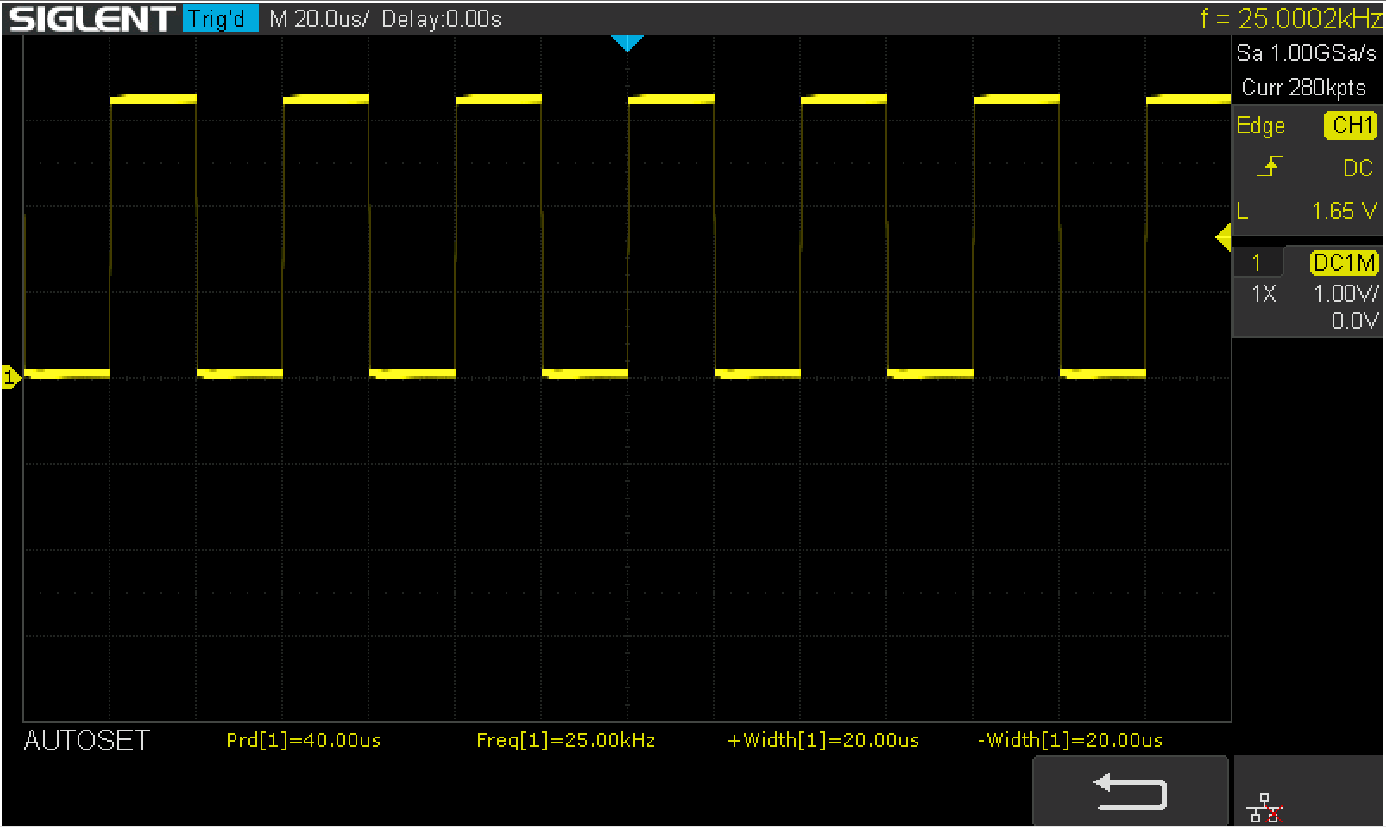 SIGLENT Trig'd M 20.0us/ Delay:0.00s f = 25.0002kHz
Sa 1.00GSa/s
Curr 280kpts
Edge CH1
DC
L 1.65 V
1 DC1M
1X 1.00V/
0.0V
1
AUTOSET Prd[1]=40.00us Freq[1]=25.00kHz +Width[1]=20.00us -Width[1]=20.00us